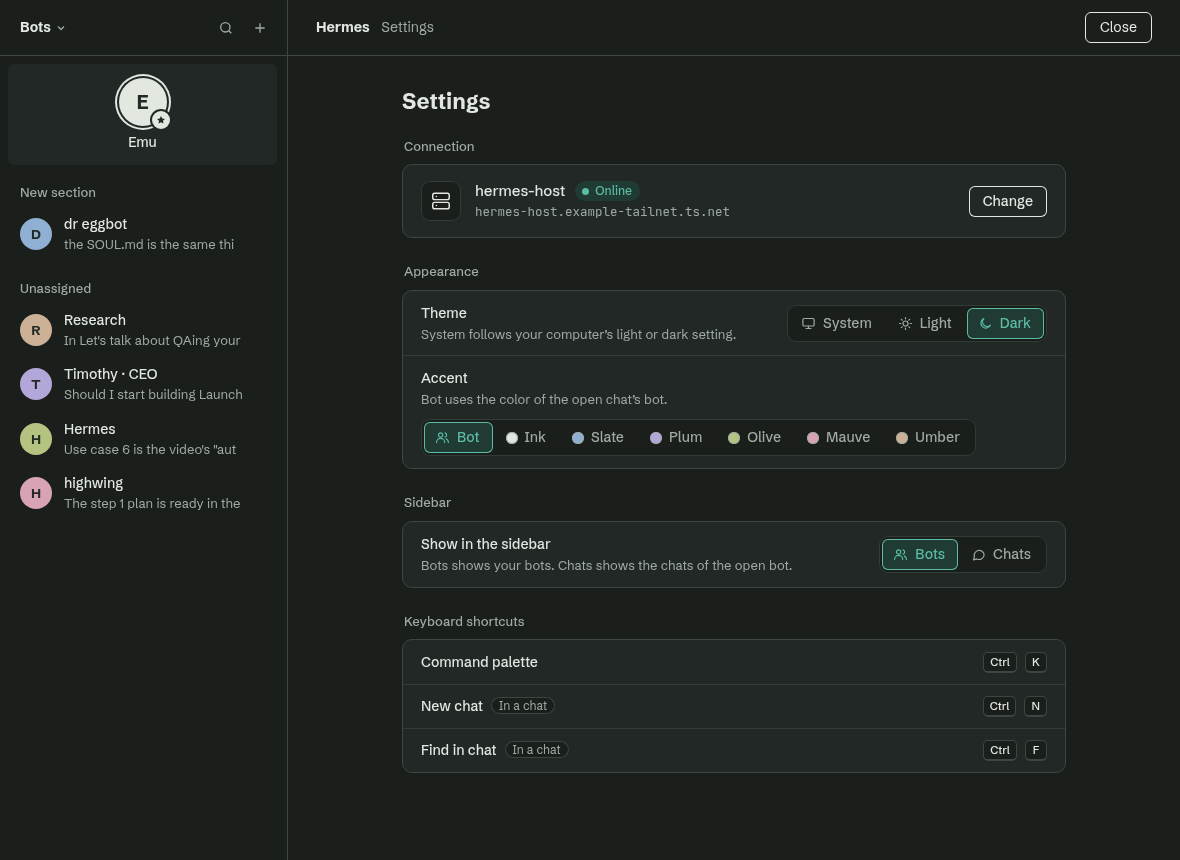 Bots
Hermes Settings
Close
E
Emu
New section
D
dr eggbot
the SOUL.md is the same thi
Unassigned
R
Research
In Let's talk about QAing your
T
Timothy · CEO
Should I start building Launch
H
Hermes
Use case 6 is the video's "aut
H
highwing
The step 1 plan is ready in the
Settings
Connection
hermes-host Online
hermes-host.example-tailnet.ts.net
Change
Appearance
Theme
System follows your computer's light or dark setting.
System Light Dark
Accent
Bot uses the color of the open chat's bot.
Bot Ink Slate Plum Olive Mauve Umber
Sidebar
Show in the sidebar
Bots shows your bots. Chats shows the chats of the open bot.
Bots Chats
Keyboard shortcuts
Command palette Ctrl K
New chat In a chat Ctrl N
Find in chat In a chat Ctrl F